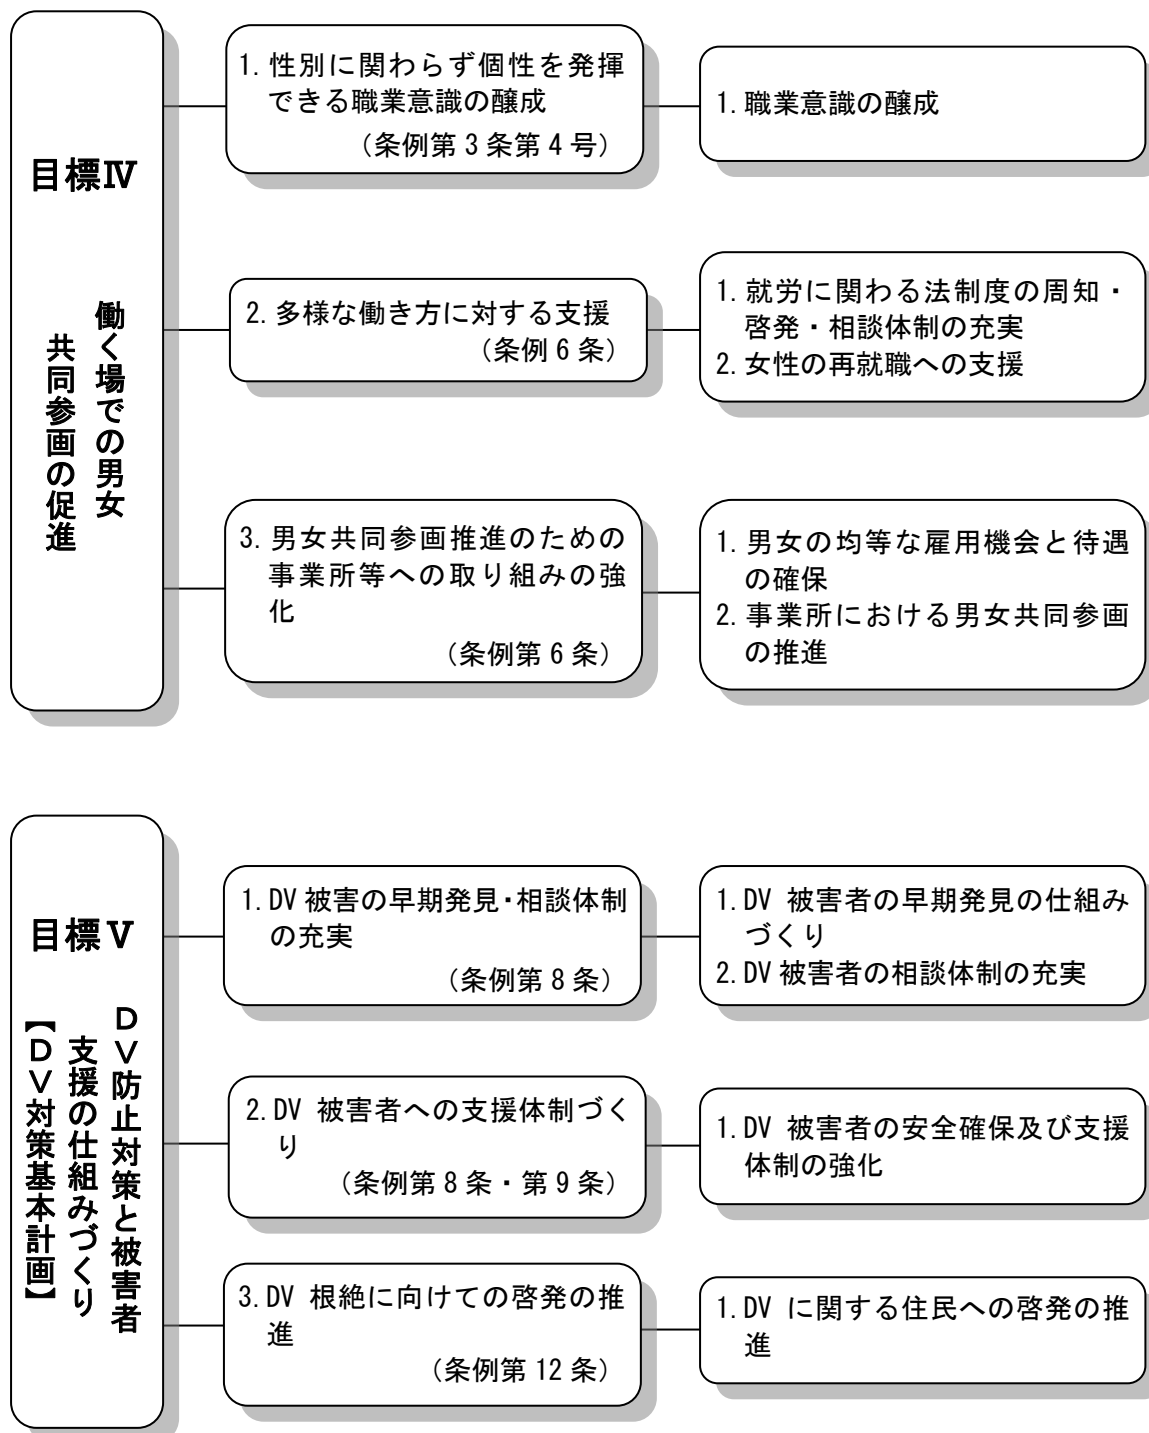 目標Ⅳ
働く場での男女
共同参画の促進
1. 性別に関わらず個性を発揮
できる職業意識の醸成
（条例第 3 条第 4 号）
1. 職業意識の醸成
2. 多様な働き方に対する支援
（条例 6 条）
1. 就労に関わる法制度の周知・
啓発・相談体制の充実
2. 女性の再就職への支援
3. 男女共同参画推進のための
事業所等への取り組みの強
化
（条例第 6 条）
1. 男女の均等な雇用機会と待遇
の確保
2. 事業所における男女共同参画
の推進
目標Ⅴ
ＤＶ防止対策と被害者
支援の仕組みづくり
【ＤＶ対策基本計画】
1. DV 被害の早期発見・相談体制
の充実
（条例第 8 条）
1. DV 被害者の早期発見の仕組み
づくり
2. DV 被害者の相談体制の充実
2. DV 被害者への支援体制づく
り
（条例第 8 条・第 9 条）
1. DV 被害者の安全確保及び支援
体制の強化
3. DV 根絶に向けての啓発の推
進
（条例第 12 条）
1. DV に関する住民への啓発の推
進